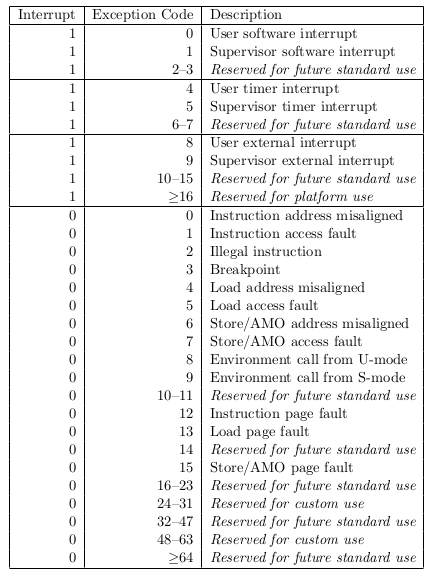 Interrupt Exception Code Description
1 0 User software interrupt
1 1 Supervisor software interrupt
1 2–3 Reserved for future standard use
1 4 User timer interrupt
1 5 Supervisor timer interrupt
1 6–7 Reserved for future standard use
1 8 User external interrupt
1 9 Supervisor external interrupt
1 10–15 Reserved for future standard use
1 ≥16 Reserved for platform use
0 0 Instruction address misaligned
0 1 Instruction access fault
0 2 Illegal instruction
0 3 Breakpoint
0 4 Load address misaligned
0 5 Load access fault
0 6 Store/AMO address misaligned
0 7 Store/AMO access fault
0 8 Environment call from U-mode
0 9 Environment call from S-mode
0 10–11 Reserved for future standard use
0 12 Instruction page fault
0 13 Load page fault
0 14 Reserved for future standard use
0 15 Store/AMO page fault
0 16–23 Reserved for future standard use
0 24–31 Reserved for custom use
0 32–47 Reserved for future standard use
0 48–63 Reserved for custom use
0 ≥64 Reserved for future standard use